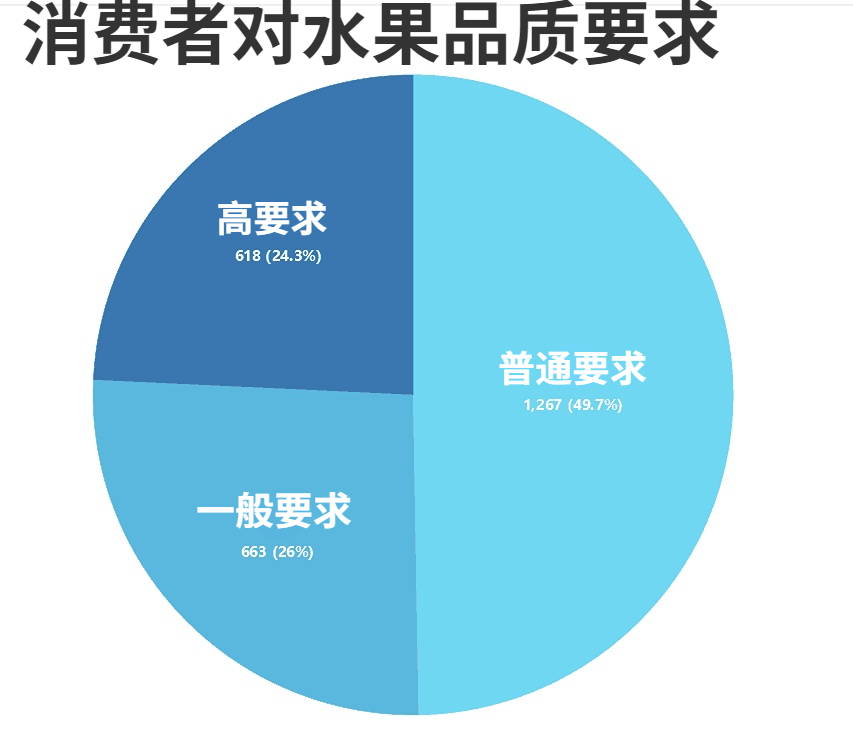 消费者对水果品质要求
高要求
618 (24.3%)
普通要求
1,267 (49.7%)
一般要求
663 (26%)